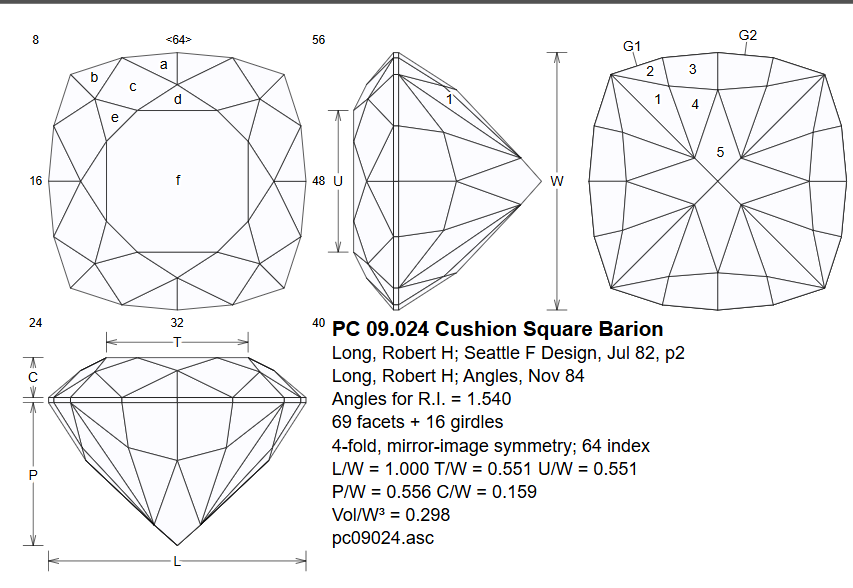 8 <64> 56
G1 G2
a
b
c
d
e
f
16 48
U
1
W
2 3
1 4
5
24 32 40
T
C
P
L
PC 09.024 Cushion Square Barion
Long, Robert H; Seattle F Design, Jul 82, p2
Long, Robert H; Angles, Nov 84
Angles for R.I. = 1.540
69 facets + 16 girdles
4-fold, mirror-image symmetry; 64 index
L/W = 1.000 T/W = 0.551 U/W = 0.551
P/W = 0.556 C/W = 0.159
Vol/W³ = 0.298
pc09024.asc